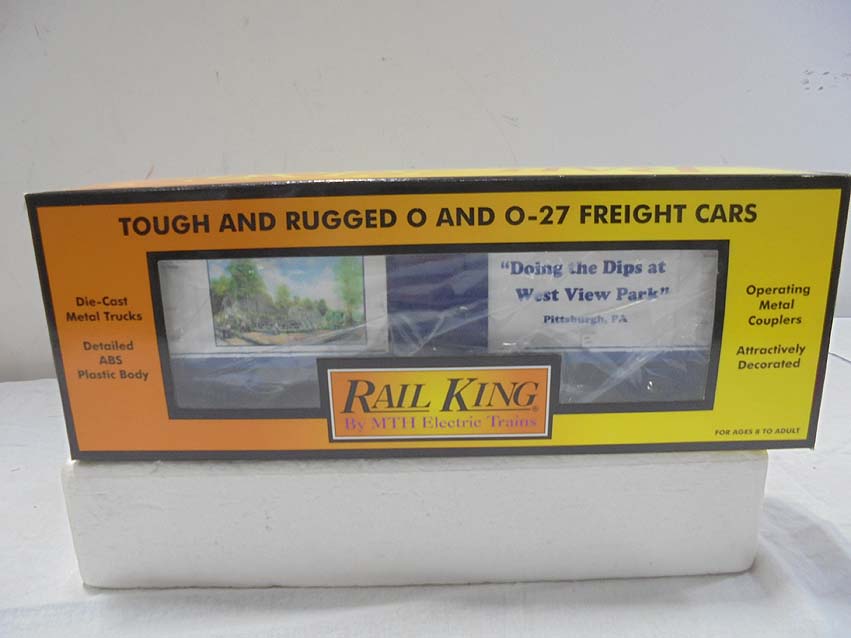 TOUGH AND RUGGED O AND O-27 FREIGHT CARS
Die-Cast
Metal Trucks
Detailed
ABS
Plastic Body
"Doing the Dips at
West View Park"
Pittsburgh, PA
Operating
Metal
Couplers
Attractively
Decorated
RAIL KING®
By MTH Electric Trains
FOR AGES 8 TO ADULT